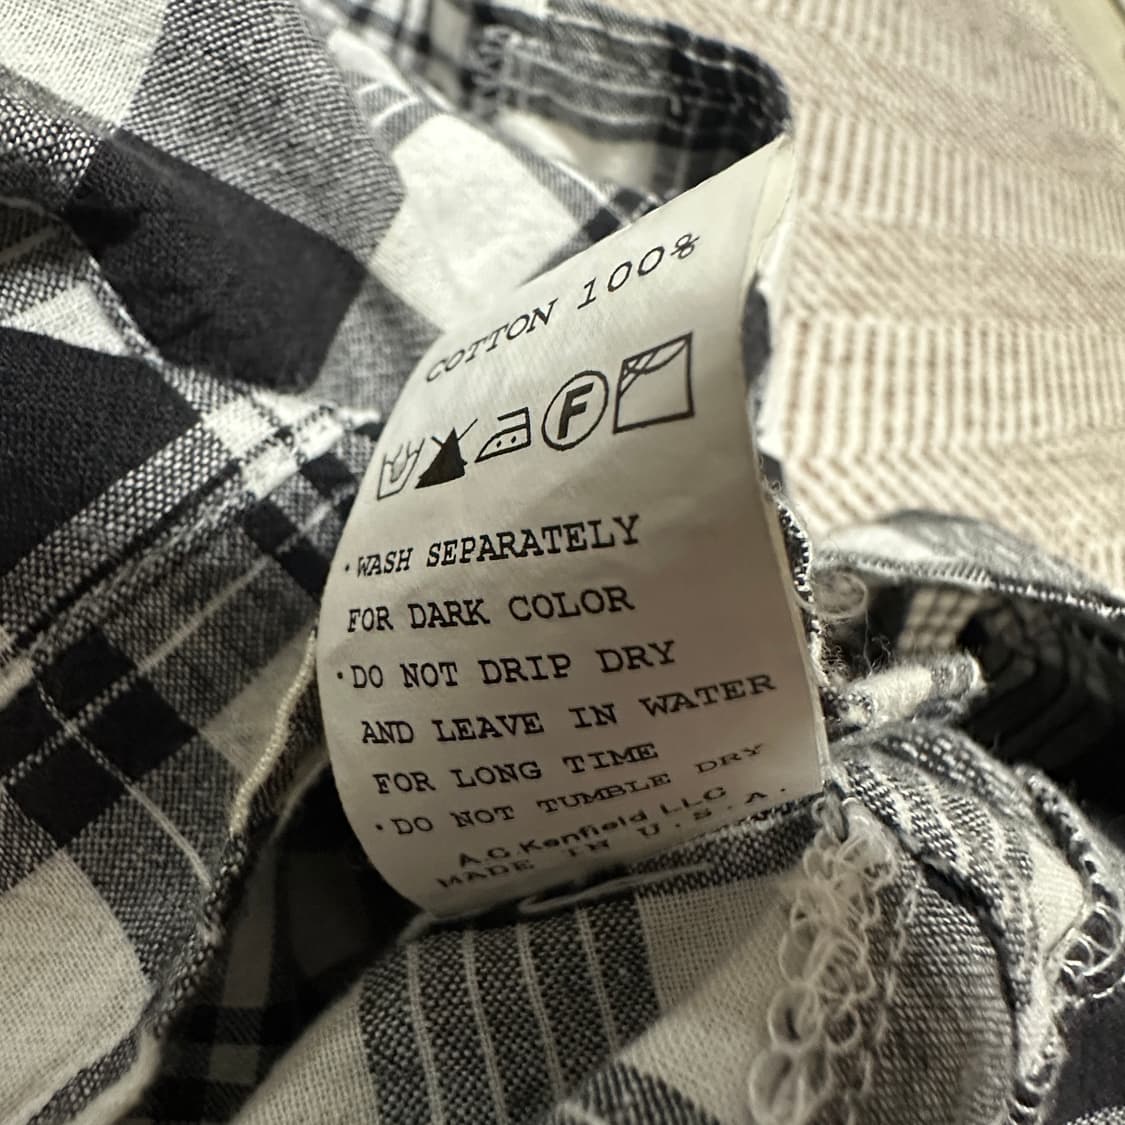 COTTON 100%
F
·WASH SEPARATELY
FOR DARK COLOR
·DO NOT DRIP DRY
AND LEAVE IN WATER
FOR LONG TIME
·DO NOT TUMBLE DRY
A.G.Kenfield LLC
MADE IN U.S.A.